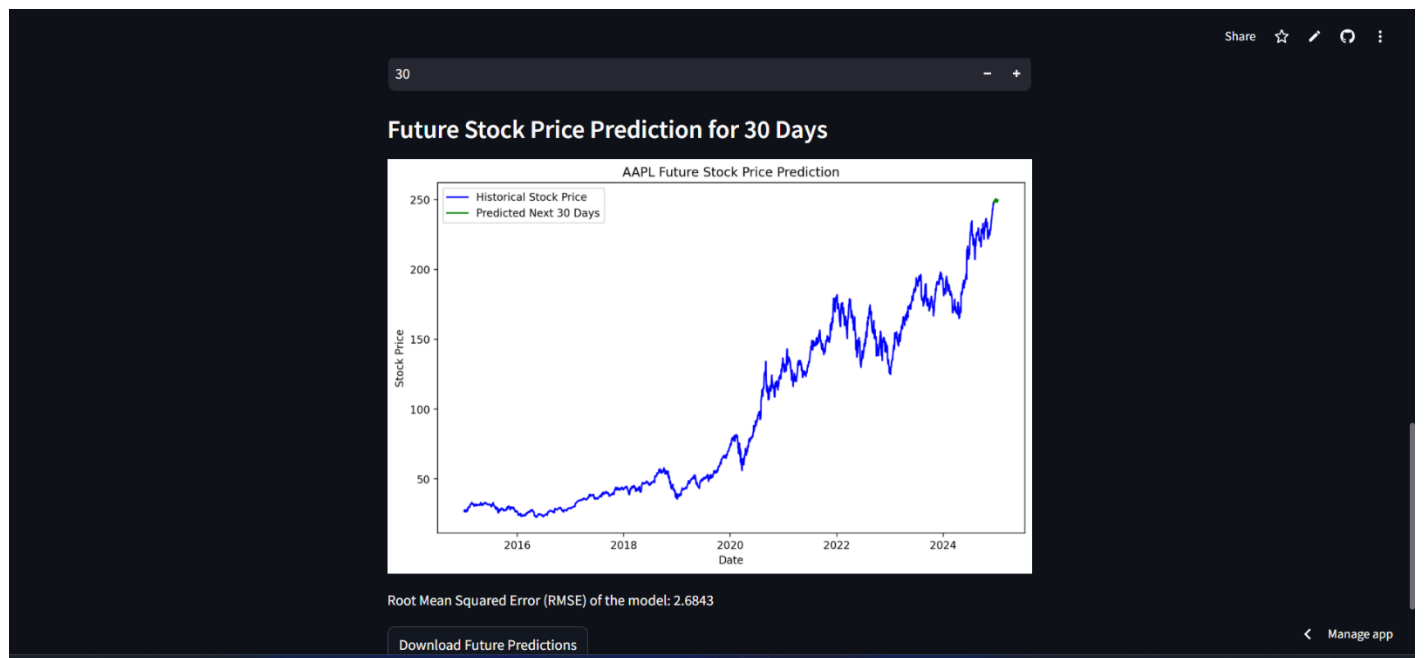 Share
30
Future Stock Price Prediction for 30 Days
AAPL Future Stock Price Prediction
Historical Stock Price
Predicted Next 30 Days
250
200
150
100
50
Stock Price
2016 2018 2020 2022 2024
Date
Root Mean Squared Error (RMSE) of the model: 2.6843
Download Future Predictions
Manage app